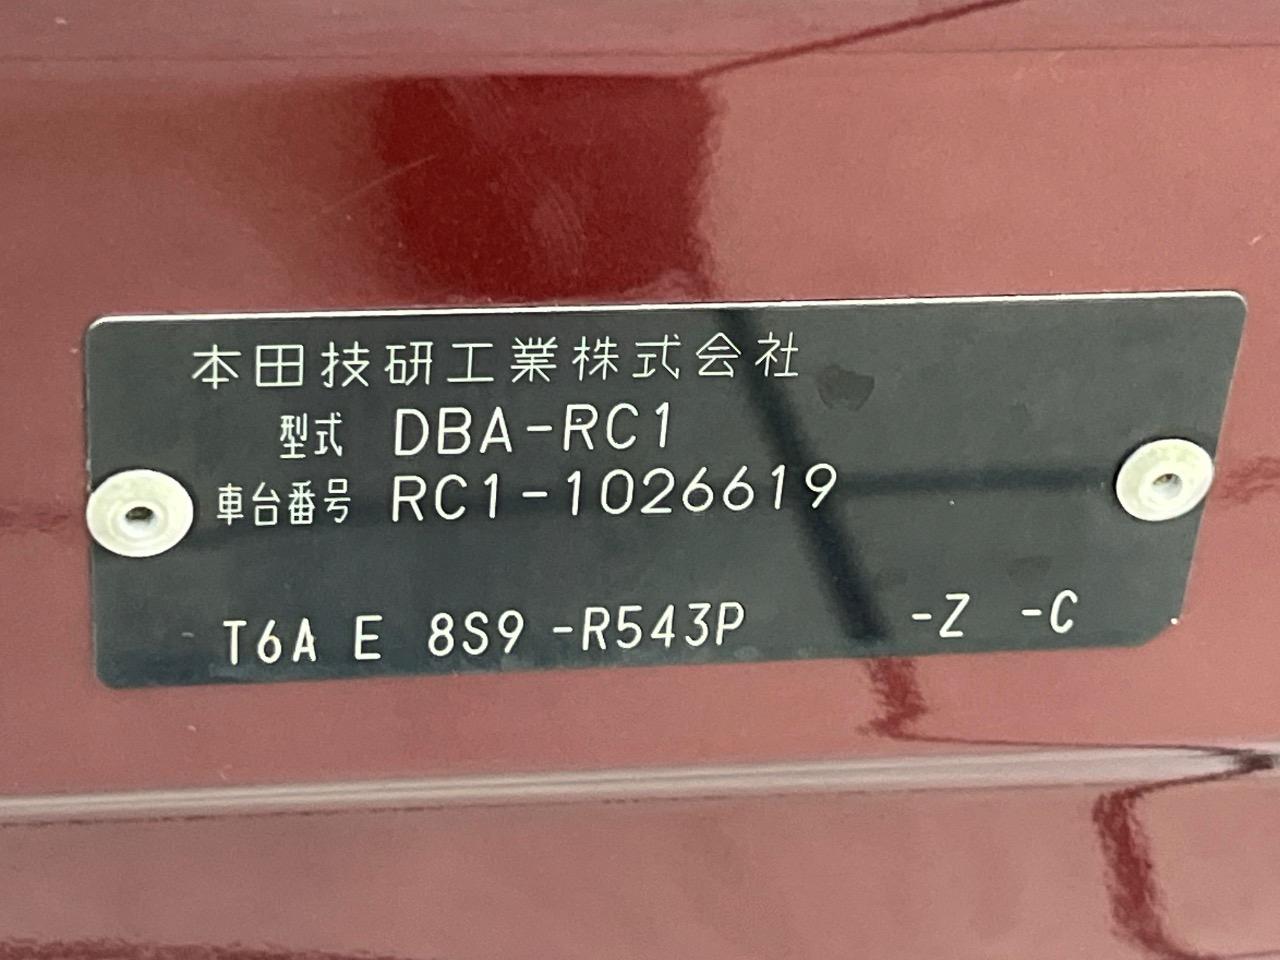 本田技研工業株式会社
型式 DBA-RC1
車台番号 RC1-1026619
T6A E 8S9 -R543P -Z -C